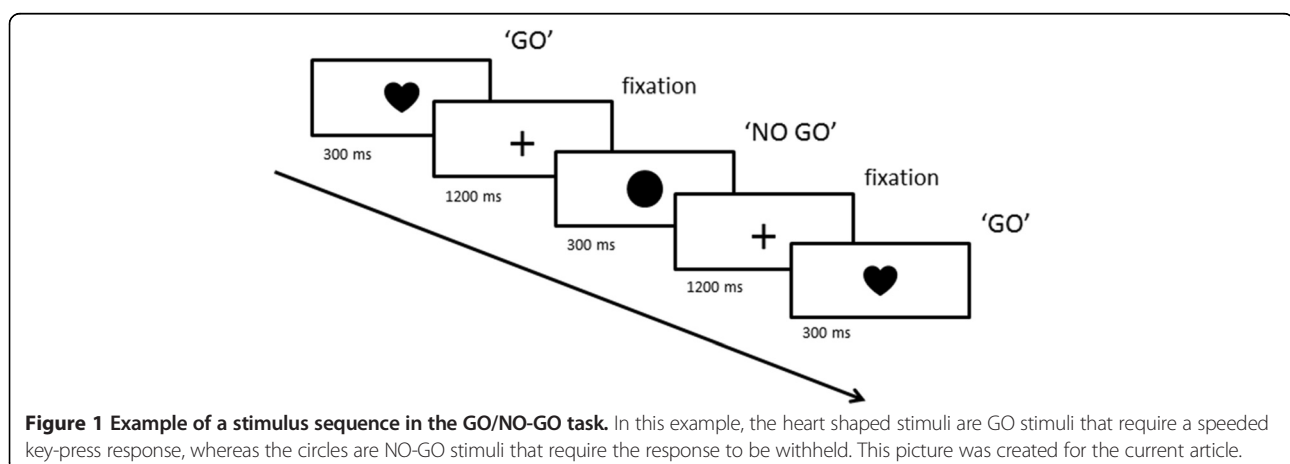 ‘GO’
fixation
300 ms
‘NO GO’
1200 ms
fixation
300 ms
‘GO’
1200 ms
300 ms
Figure 1 Example of a stimulus sequence in the GO/NO-GO task. In this example, the heart shaped stimuli are GO stimuli that require a speeded
key-press response, whereas the circles are NO-GO stimuli that require the response to be withheld. This picture was created for the current article.